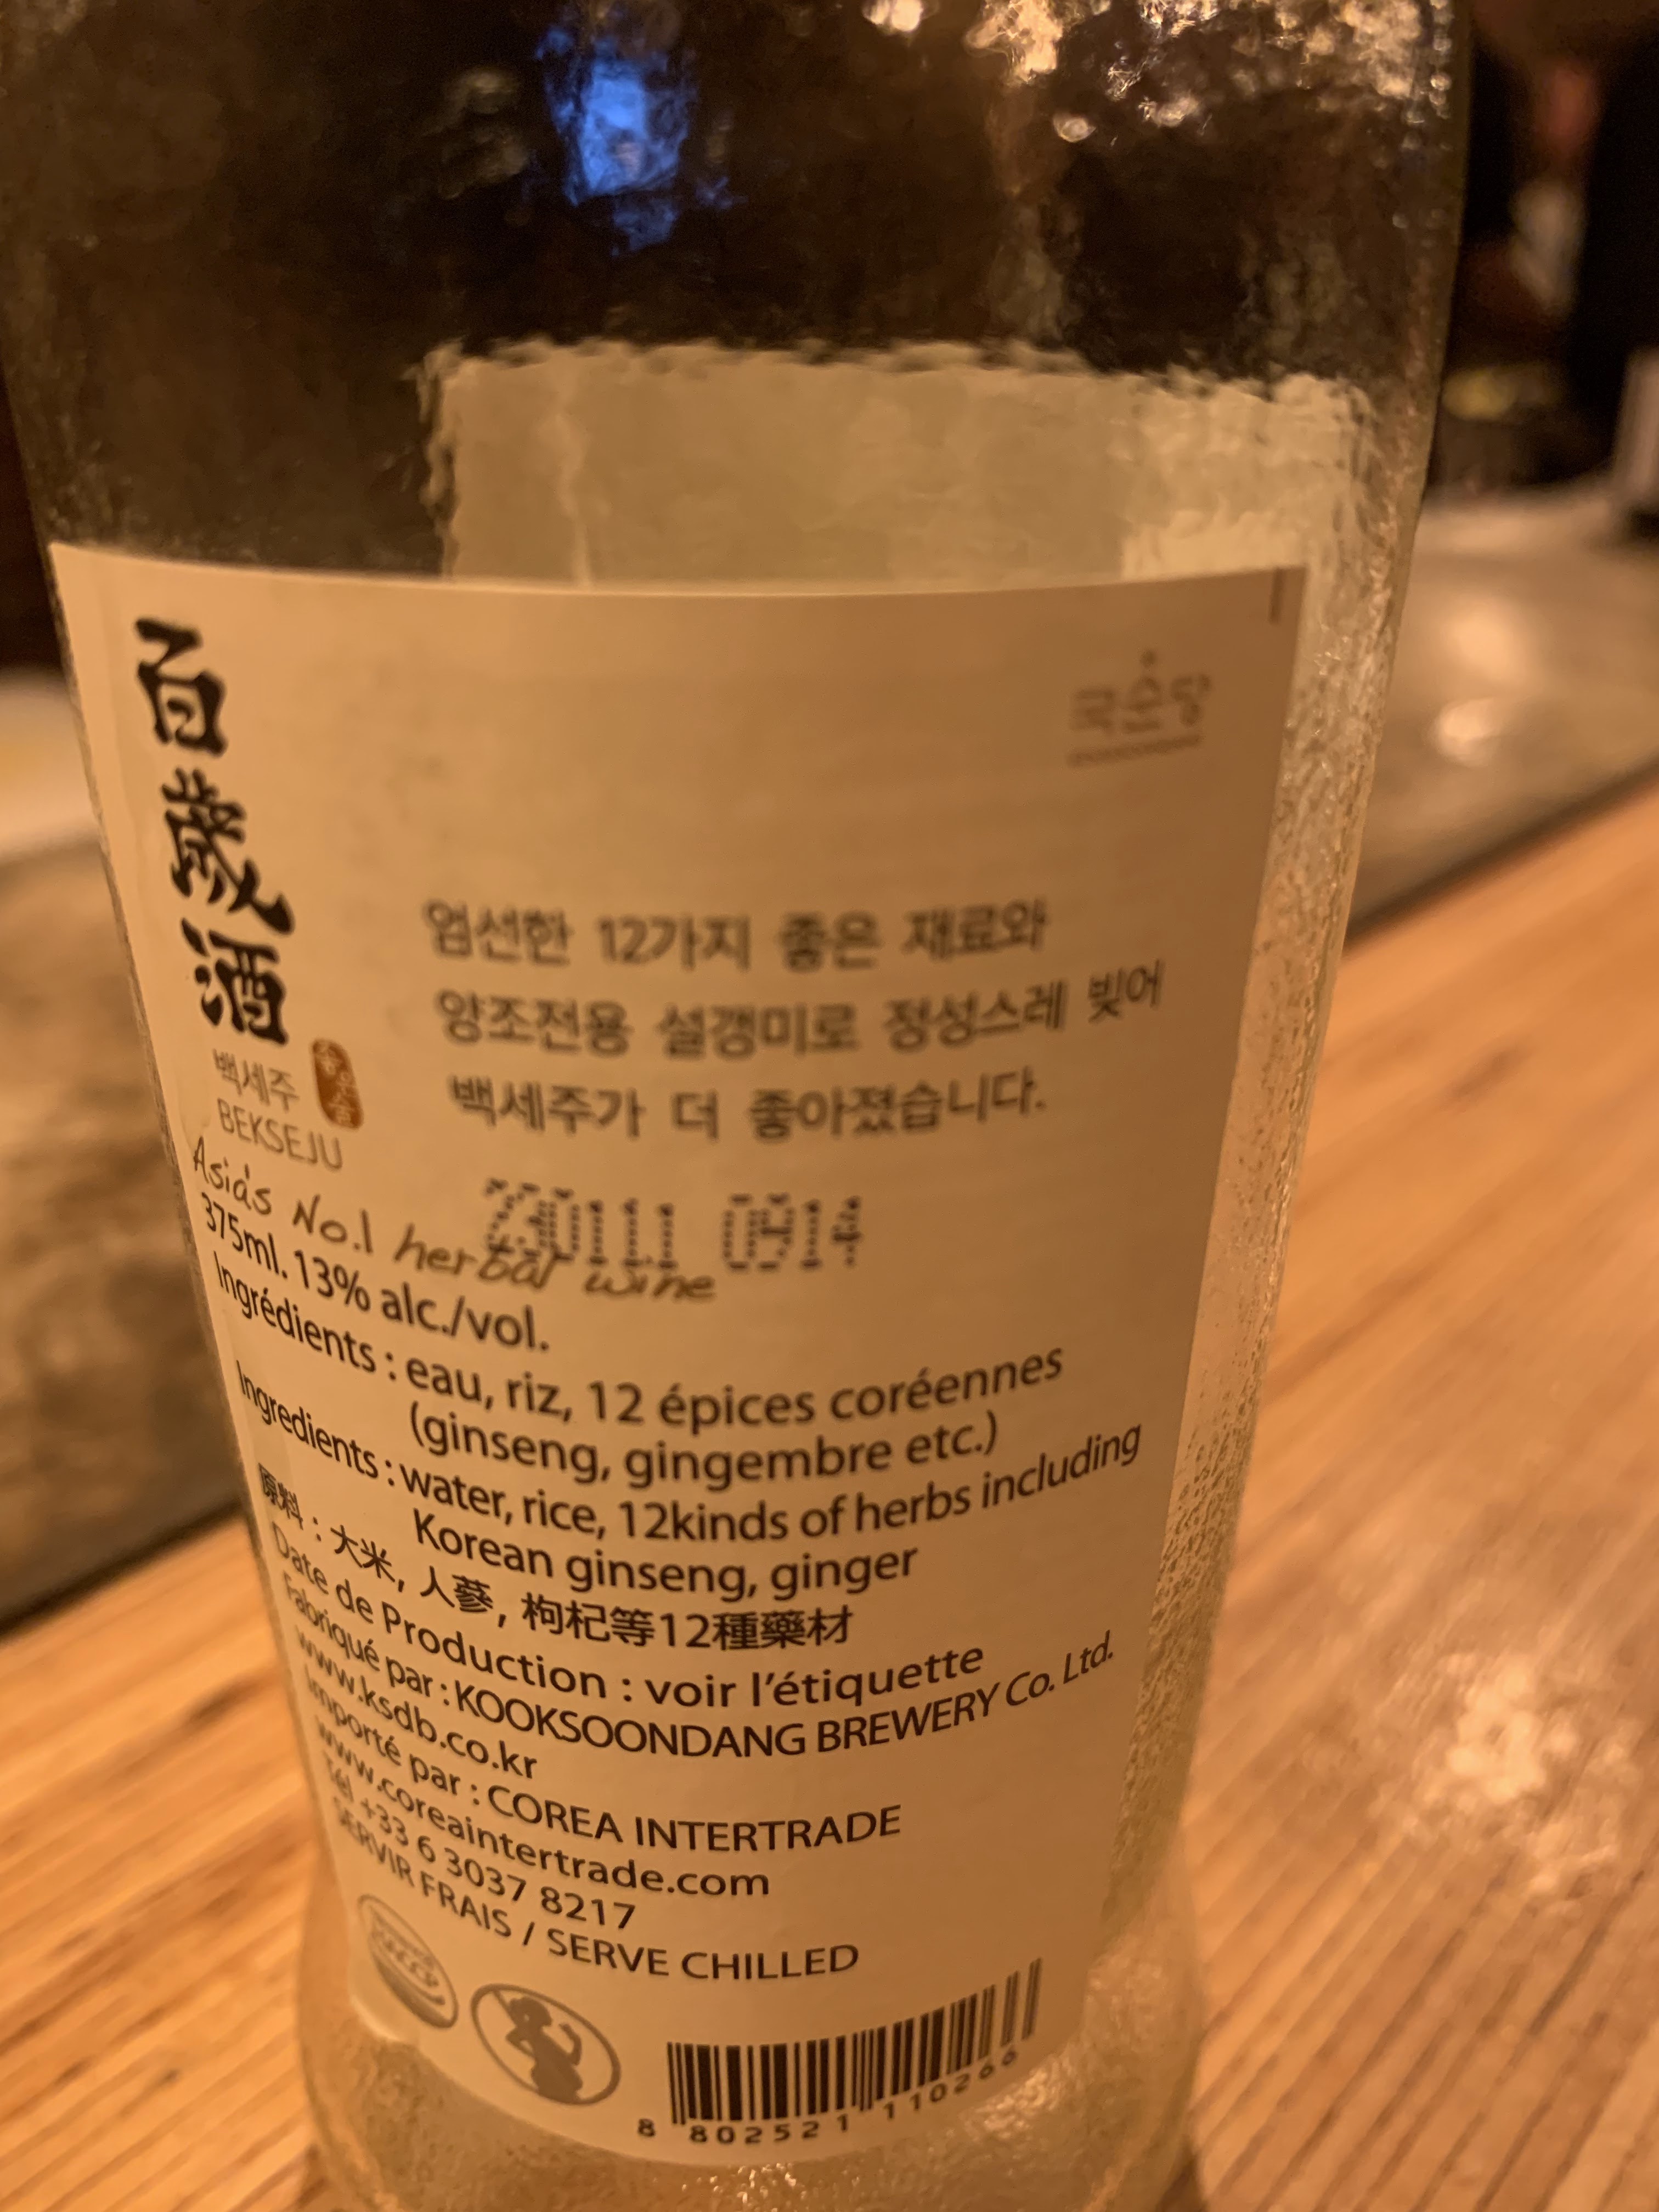 百歲酒
국순당
백세주
BEKSEJU
엄선한 12가지 좋은 재료와
양조전용 설갱미로 정성스레 빚어
백세주가 더 좋아졌습니다.
Asia's No.1 herbal wine
375ml. 13% alc./vol.
Ingrédients : eau, riz, 12 épices coréennes
(ginseng, gingembre etc.)
Ingredients : water, rice, 12kinds of herbs including
Korean ginseng, ginger
原料 : 大米, 人蔘, 枸杞等12種藥材
Date de Production : voir l'étiquette
Fabriqué par : KOOKSOONDANG BREWERY Co. Ltd.
www.ksdb.co.kr
Importé par : COREA INTERTRADE
www.coreaintertrade.com
Tél +33 6 3037 8217
SERVIR FRAIS / SERVE CHILLED
HACCP
8 802521 110266